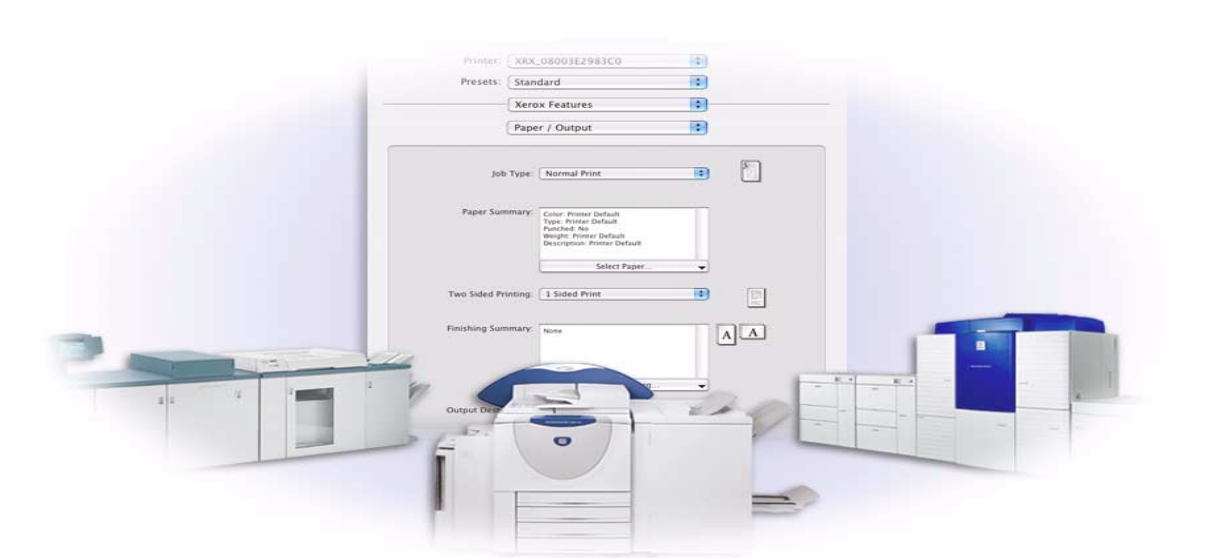 Printer: XRX_08003E2983C0
Presets: Standard
Xerox Features
Paper / Output
Job Type: Normal Print
Paper Summary: Color: Printer Default
Type: Printer Default
Punched: No
Weight: Printer Default
Description: Printer Default
Select Paper...
Two Sided Printing: 1 Sided Print
Finishing Summary: None
A A
Output